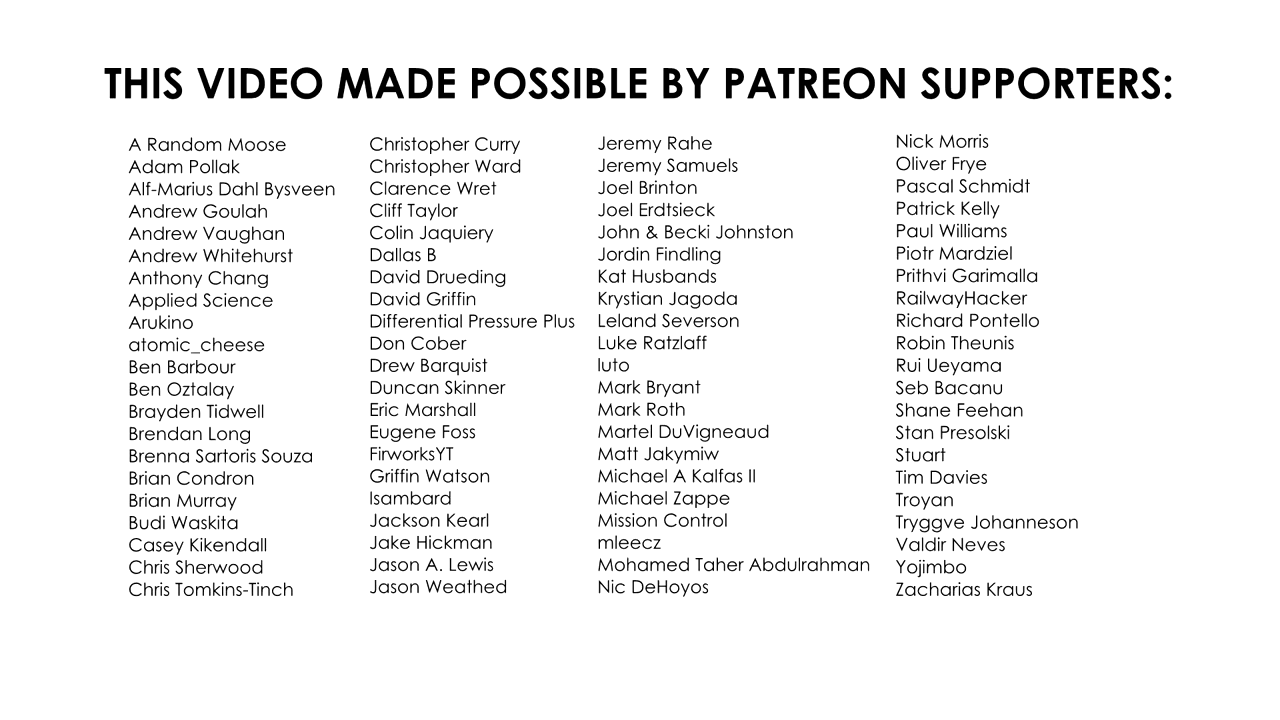 THIS VIDEO MADE POSSIBLE BY PATREON SUPPORTERS:
A Random Moose
Adam Pollak
Alf-Marius Dahl Bysveen
Andrew Goulah
Andrew Vaughan
Andrew Whitehurst
Anthony Chang
Applied Science
Arukino
atomic_cheese
Ben Barbour
Ben Oztalay
Brayden Tidwell
Brendan Long
Brenna Sartoris Souza
Brian Condron
Brian Murray
Budi Waskita
Casey Kikendall
Chris Sherwood
Chris Tomkins-Tinch
Christopher Curry
Christopher Ward
Clarence Wret
Cliff Taylor
Colin Jaquiery
Dallas B
David Drueding
David Griffin
Differential Pressure Plus
Don Cober
Drew Barquist
Duncan Skinner
Eric Marshall
Eugene Foss
FirworksYT
Griffin Watson
Isambard
Jackson Kearl
Jake Hickman
Jason A. Lewis
Jason Weathed
Jeremy Rahe
Jeremy Samuels
Joel Brinton
Joel Erdtsieck
John & Becki Johnston
Jordin Findling
Kat Husbands
Krystian Jagoda
Leland Severson
Luke Ratzlaff
luto
Mark Bryant
Mark Roth
Martel DuVigneaud
Matt Jakymiw
Michael A Kalfas II
Michael Zappe
Mission Control
mleecz
Mohamed Taher Abdulrahman
Nic DeHoyos
Nick Morris
Oliver Frye
Pascal Schmidt
Patrick Kelly
Paul Williams
Piotr Mardziel
Prithvi Garimalla
RailwayHacker
Richard Pontello
Robin Theunis
Rui Ueyama
Seb Bacanu
Shane Feehan
Stan Presolski
Stuart
Tim Davies
Troyan
Tryggve Johanneson
Valdir Neves
Yojimbo
Zacharias Kraus